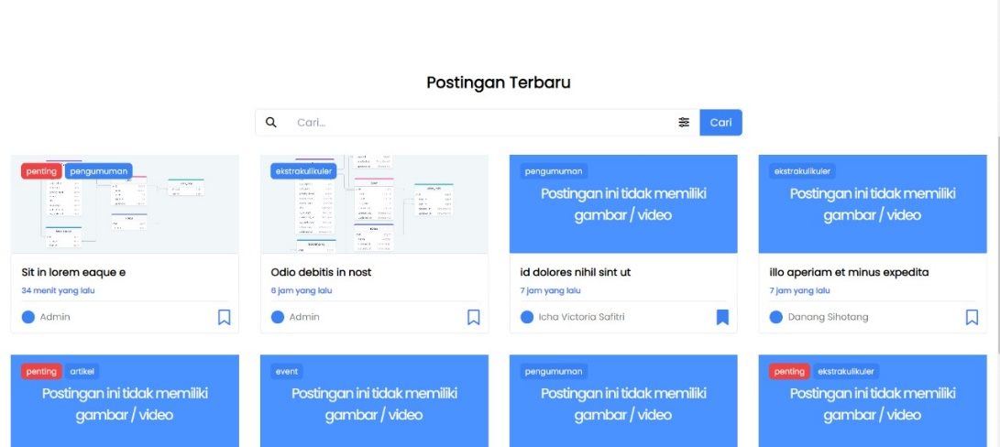 Postingan Terbaru
Cari...
Cari
penting pengumuman
Sit in lorem eaque e
34 menit yang lalu
Admin
ekstrakulikuler
Odio debitis in nost
6 jam yang lalu
Admin
pengumuman
Postingan ini tidak memiliki
gambar / video
id dolores nihil sint ut
7 jam yang lalu
Icha Victoria Safitri
ekstrakulikuler
Postingan ini tidak memiliki
gambar / video
illo aperiam et minus expedita
7 jam yang lalu
Danang Sihotang
penting artikel
Postingan ini tidak memiliki
gambar / video
event
Postingan ini tidak memiliki
gambar / video
pengumuman
Postingan ini tidak memiliki
gambar / video
penting ekstrakulikuler
Postingan ini tidak memiliki
gambar / video